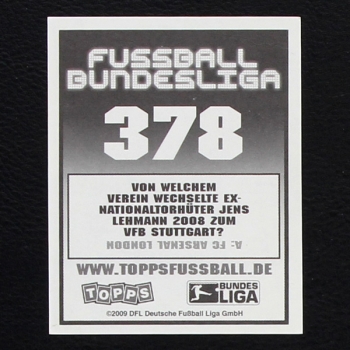 FUSSBALL
BUNDESLIGA
378
VON WELCHEM
VEREIN WECHSELTE EX-
NATIONALTORHÜTER JENS
LEHMANN 2008 ZUM
VFB STUTTGART?
A: FC ARSENAL LONDON
WWW.TOPPSFUSSBALL.DE
TOPPS
BUNDES
LIGA
©2009 DFL Deutsche Fußball Liga GmbH